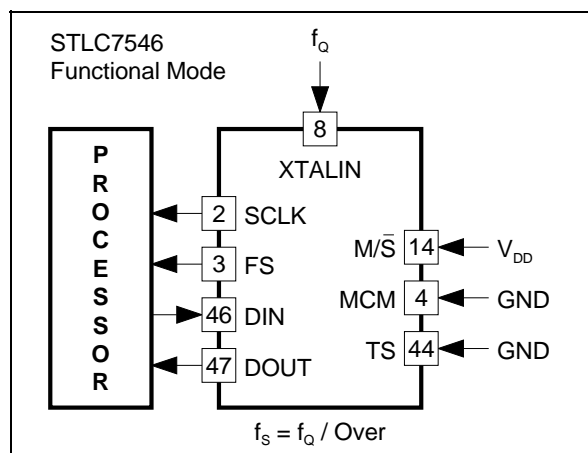 STLC7546
Functional Mode
f_Q
8
XTALIN
PROCESSOR
2 SCLK
3 FS
46 DIN
47 DOUT
M/S̄ 14 V_DD
MCM 4 GND
TS 44 GND
f_S = f_Q / Over